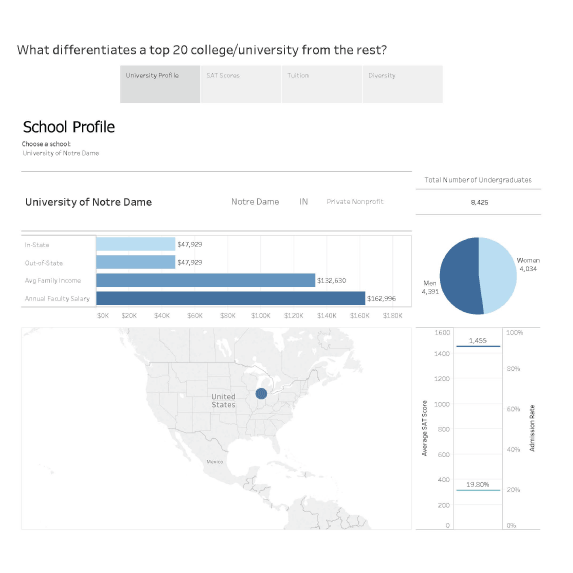 What differentiates a top 20 college/university from the rest?
University Profile
SAT Scores
Tuition
Diversity
School Profile
Choose a school:
University of Notre Dame
Total Number of Undergraduates
8,425
University of Notre Dame
Notre Dame
IN
Private Nonprofit
In-State
$47,929
Out-of-State
$47,929
Avg Family Income
$132,630
Annual Faculty Salary
$162,996
$0K $20K $40K $60K $80K $100K $120K $140K $160K $180K
Women
4,034
Men
4,391
United
States
Mexico
1600
1400
1200
1000
800
600
400
200
0
Average SAT Score
1,455
19.80%
100%
80%
60%
40%
20%
0%
Admission Rate